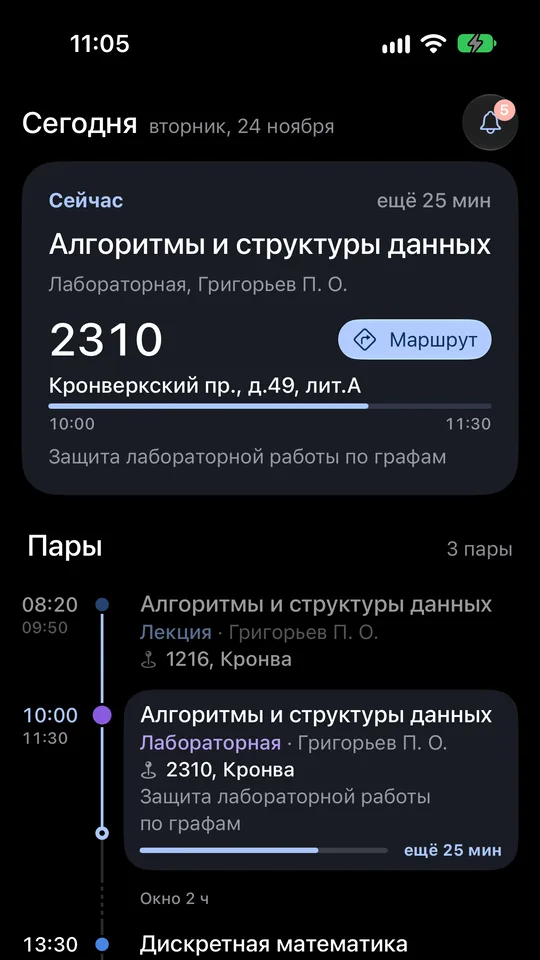 11:05
Сегодня вторник, 24 ноября
5
Сейчас ещё 25 мин
Алгоритмы и структуры данных
Лабораторная, Григорьев П. О.
2310 Маршрут
Кронверкский пр., д.49, лит.А
10:00 11:30
Защита лабораторной работы по графам
Пары 3 пары
08:20 Алгоритмы и структуры данных
09:50 Лекция · Григорьев П. О.
1216, Кронва
10:00 Алгоритмы и структуры данных
11:30 Лабораторная · Григорьев П. О.
2310, Кронва
Защита лабораторной работы
по графам
ещё 25 мин
Окно 2 ч
13:30 Дискретная математика